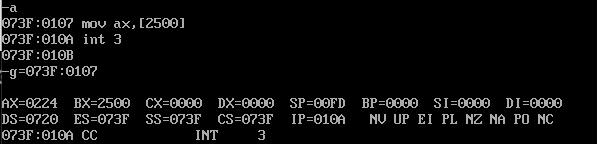 -a
073F:0107 mov ax,[2500]
073F:010A int 3
073F:010B
-g=073F:0107
AX=0224 BX=2500 CX=0000 DX=0000 SP=00FD BP=0000 SI=0000 DI=0000
DS=0720 ES=073F SS=073F CS=073F IP=010A NV UP EI PL NZ NA PO NC
073F:010A CC INT 3